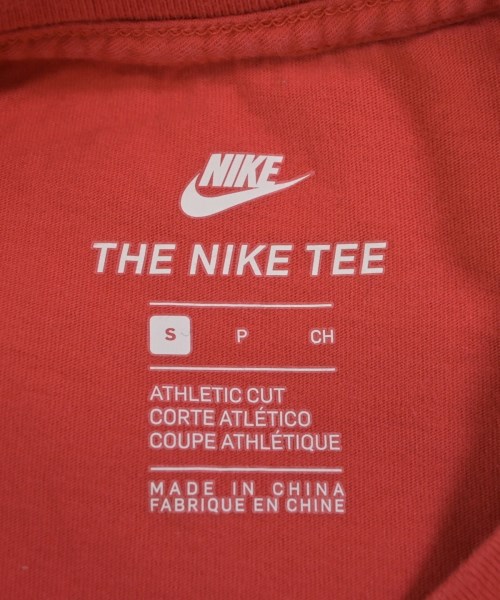 NIKE
THE NIKE TEE
S P CH
ATHLETIC CUT
CORTE ATLÉTICO
COUPE ATHLÉTIQUE
MADE IN CHINA
FABRIQUE EN CHINE